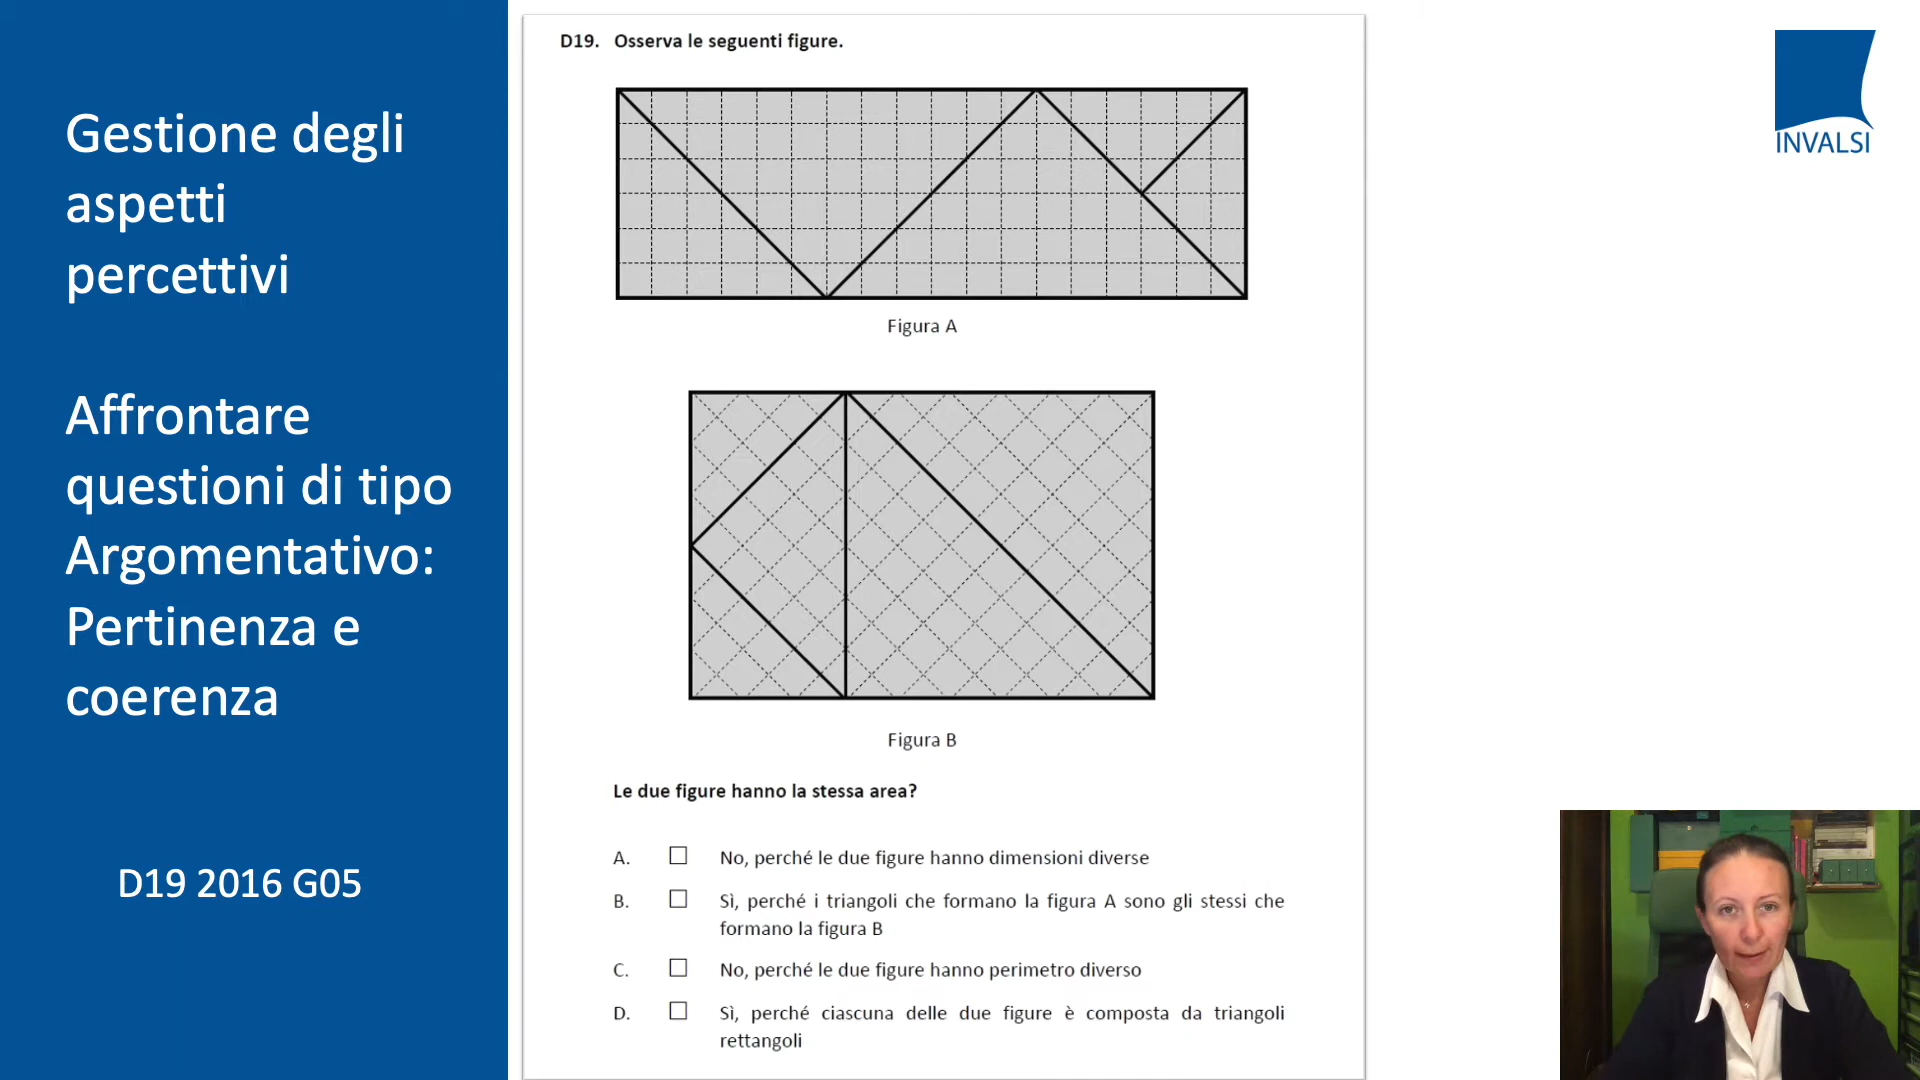 Gestione degli
aspetti
percettivi
Affrontare
questioni di tipo
Argomentativo:
Pertinenza e
coerenza
D19 2016 G05
D19. Osserva le seguenti figure.
Figura A
Figura B
Le due figure hanno la stessa area?
A. No, perché le due figure hanno dimensioni diverse
B. Sì, perché i triangoli che formano la figura A sono gli stessi che
formano la figura B
C. No, perché le due figure hanno perimetro diverso
D. Sì, perché ciascuna delle due figure è composta da triangoli
rettangoli
INVALSI